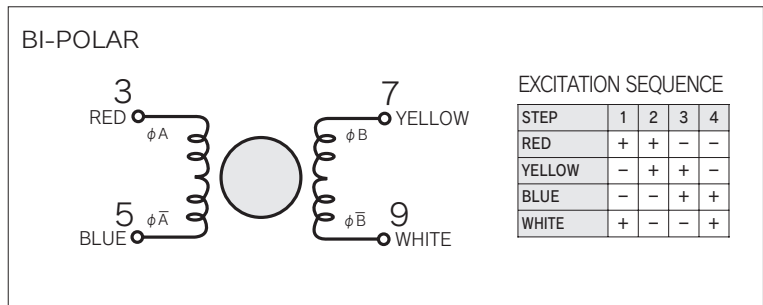 BI-POLAR
3
RED
φA
5
BLUE
φA̅
7
YELLOW
φB
9
WHITE
φB̅
EXCITATION SEQUENCE
STEP 1 2 3 4
RED + + − −
YELLOW − + + −
BLUE − − + +
WHITE + − − +